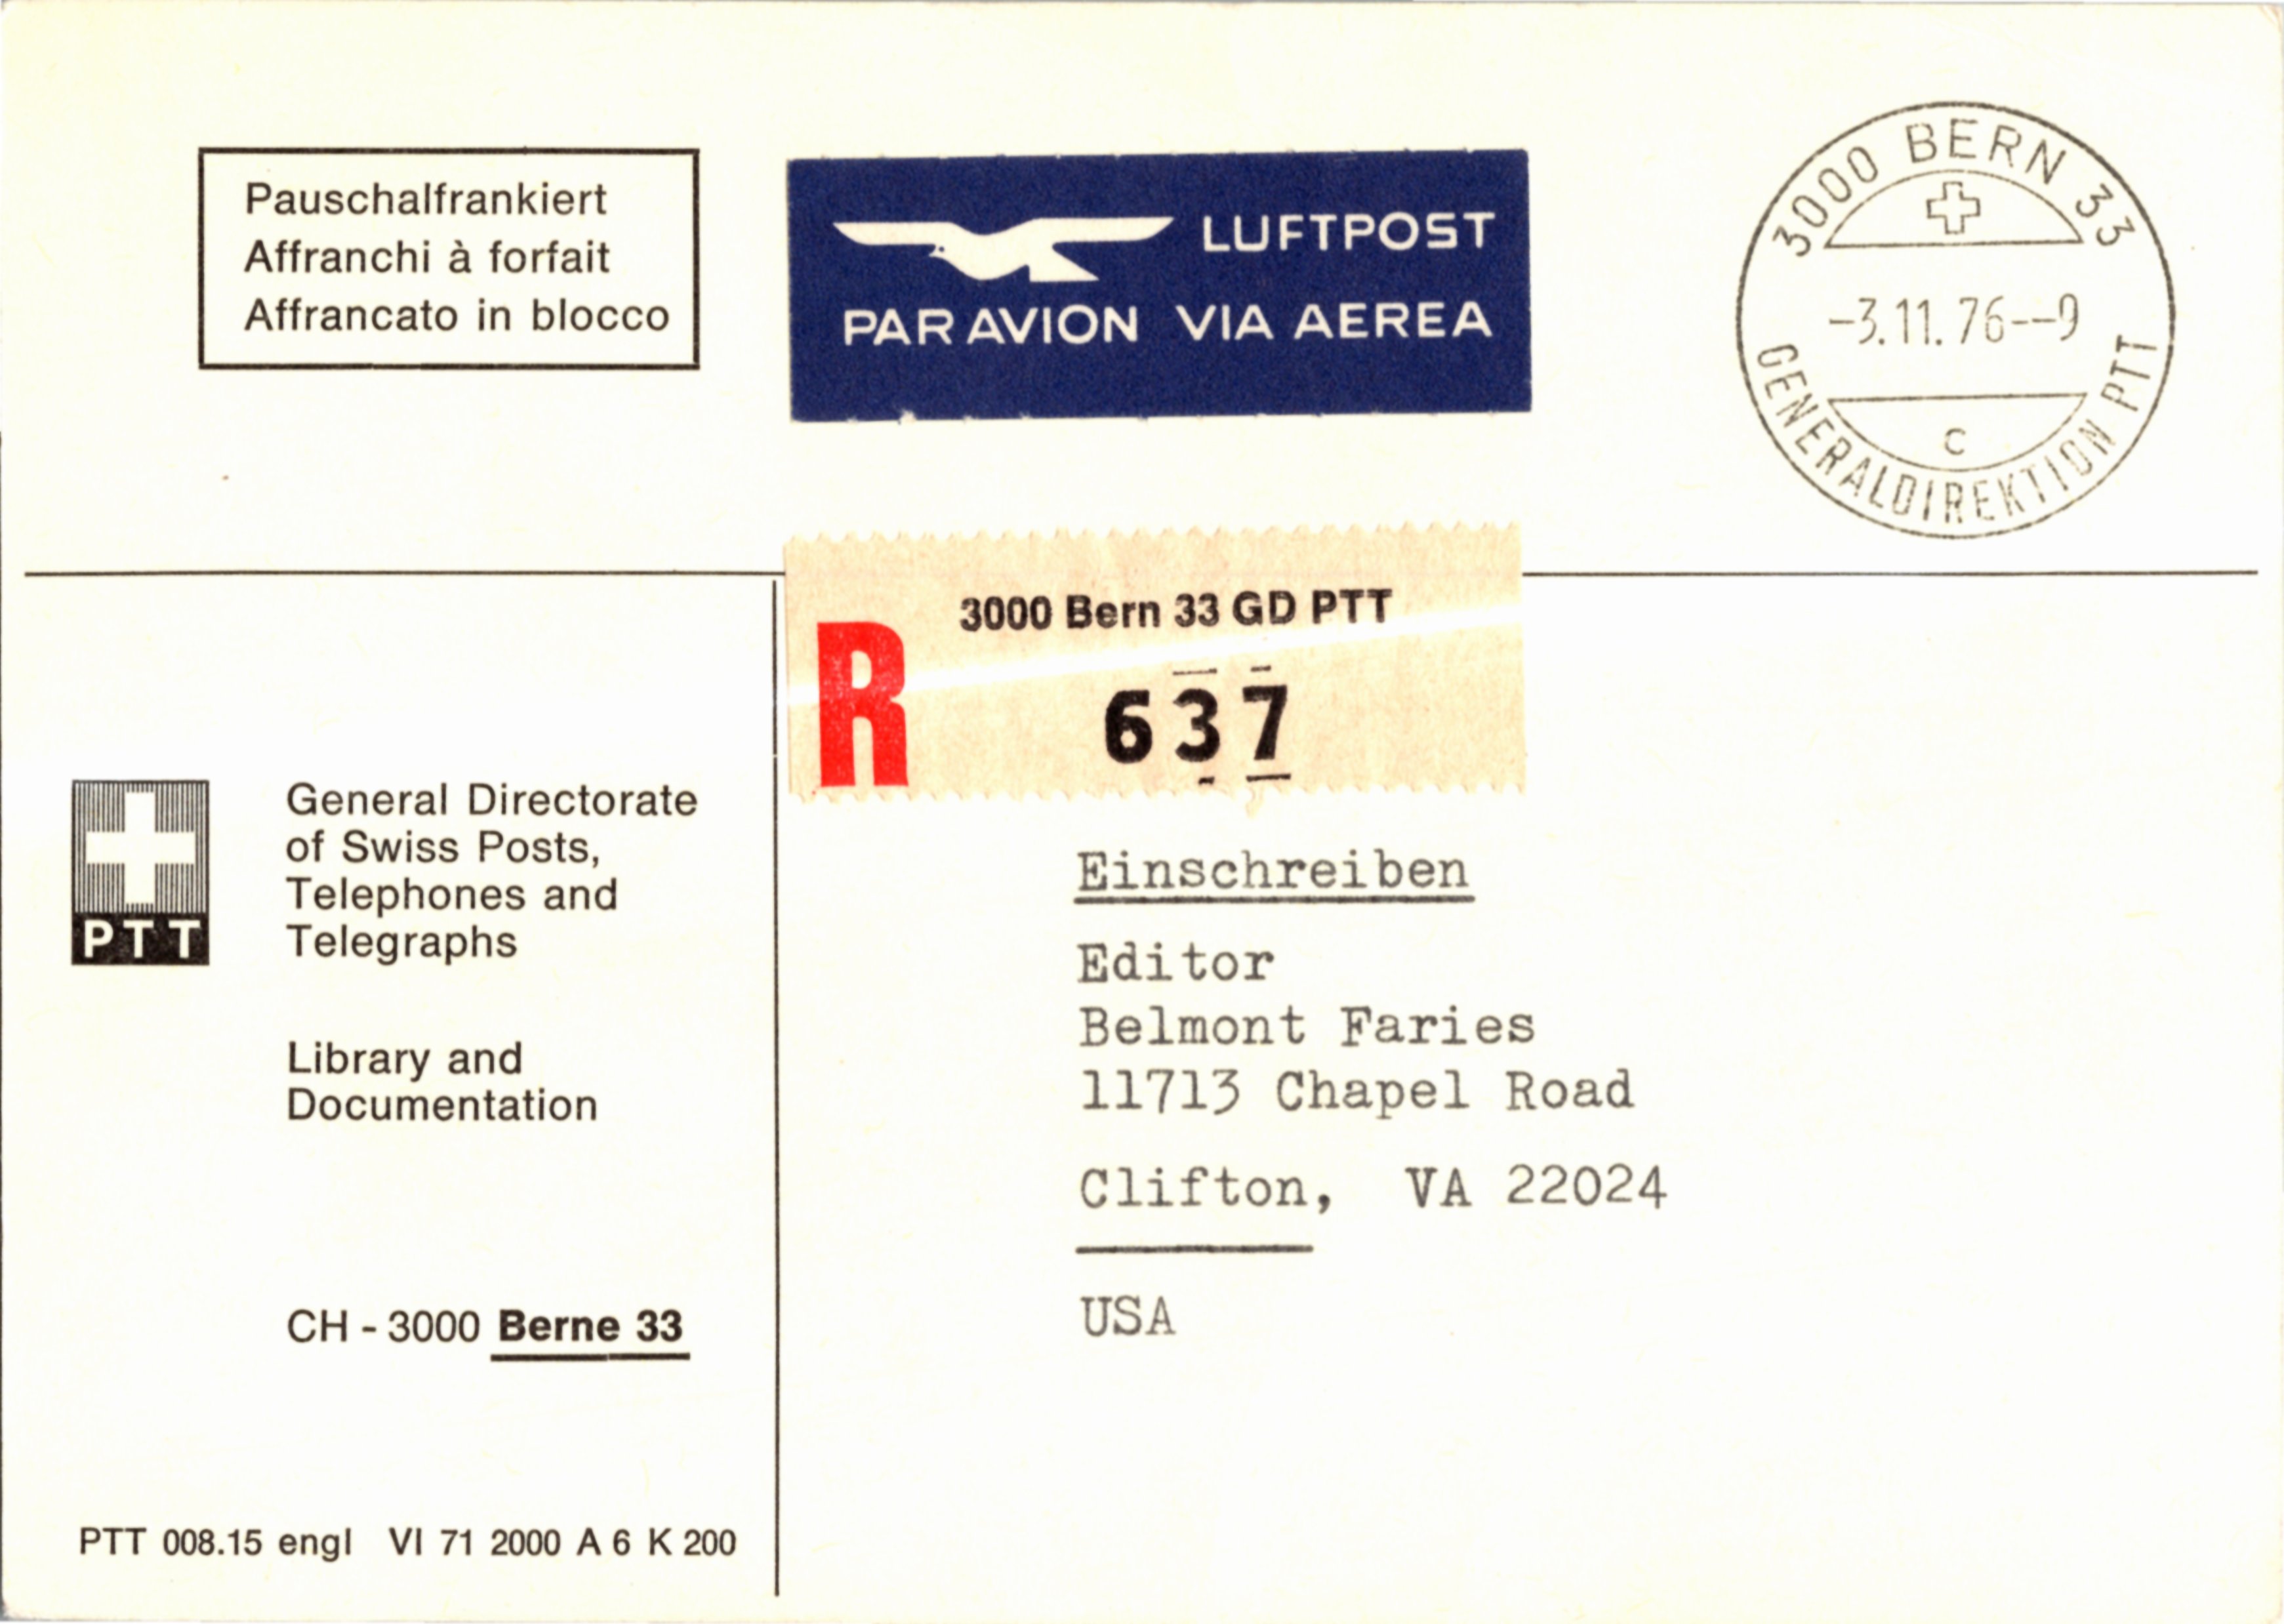 Pauschalfrankiert
Affranchi à forfait
Affrancato in blocco
LUFTPOST
PAR AVION VIA AEREA
3000 BERN 33
-3.11.76--9
C
GENERALDIREKTION PTT
3000 Bern 33 GD PTT
R
637
PTT
General Directorate
of Swiss Posts,
Telephones and
Telegraphs
Library and
Documentation
CH - 3000 Berne 33
PTT 008.15 engl VI 71 2000 A 6 K 200
Einschreiben
Editor
Belmont Faries
11713 Chapel Road
Clifton, VA 22024
USA